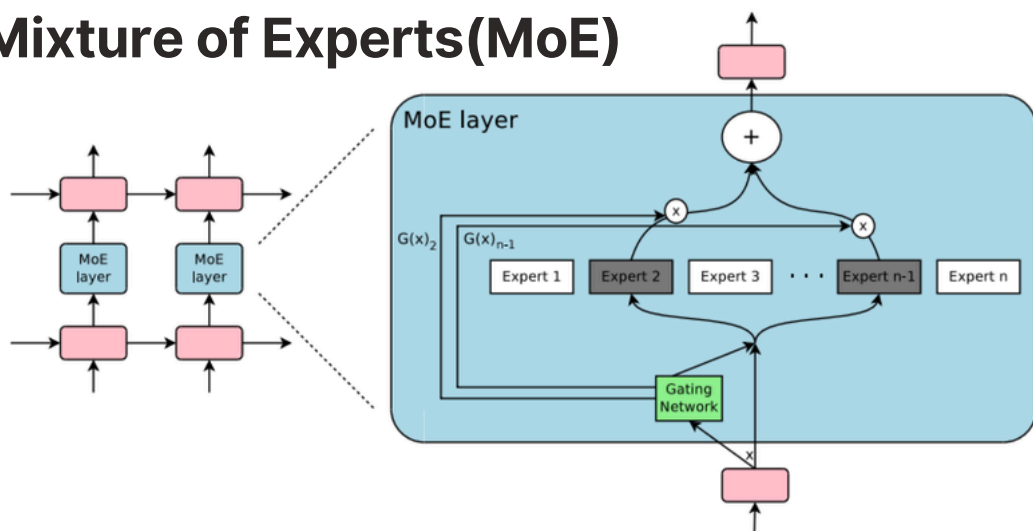 Mixture of Experts(MoE)
MoE layer
+
x
x
G(x)2
G(x)n-1
MoE
layer
MoE
layer
Expert 1
Expert 2
Expert 3
. . .
Expert n-1
Expert n
Gating
Network
x